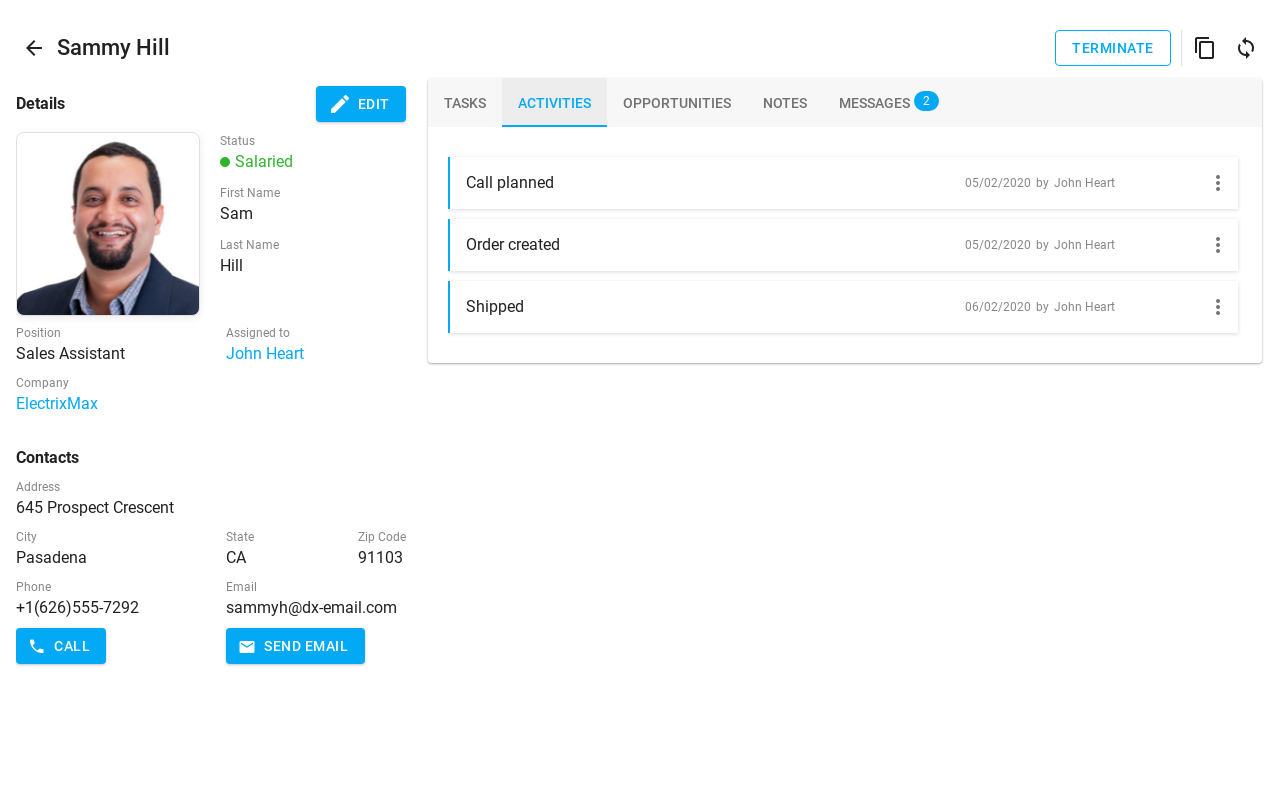 Sammy Hill
TERMINATE
Details
EDIT
Status
Salaried
First Name
Sam
Last Name
Hill
Position
Sales Assistant
Assigned to
John Heart
Company
ElectrixMax
Contacts
Address
645 Prospect Crescent
City
Pasadena
State
CA
Zip Code
91103
Phone
+1(626)555-7292
Email
sammyh@dx-email.com
CALL
SEND EMAIL
TASKS
ACTIVITIES
OPPORTUNITIES
NOTES
MESSAGES 2
Call planned 05/02/2020 by John Heart
Order created 05/02/2020 by John Heart
Shipped 06/02/2020 by John Heart